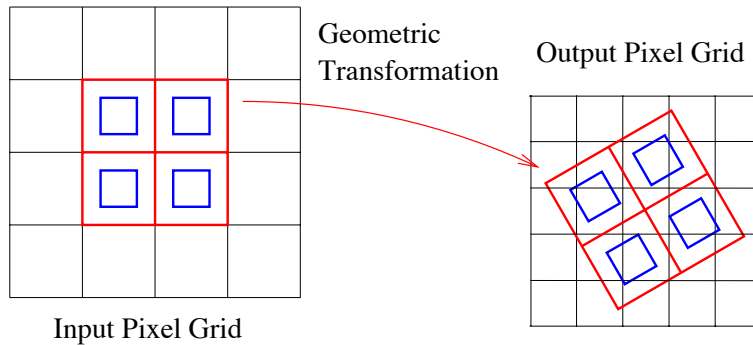 Geometric
Transformation
Output Pixel Grid
Input Pixel Grid